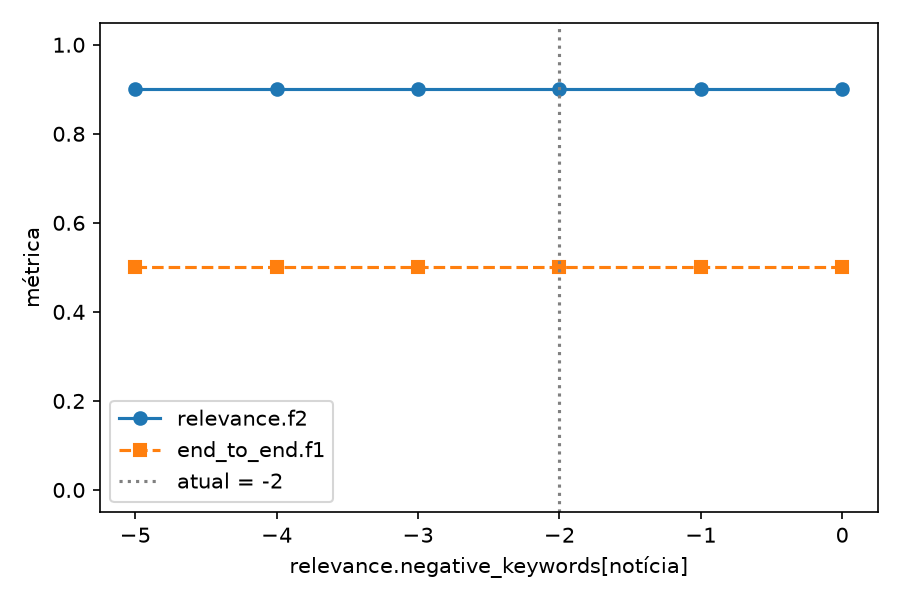 1.0
0.8
0.6
0.4
0.2
0.0
métrica
relevance.f2
end_to_end.f1
atual = -2
−5 −4 −3 −2 −1 0
relevance.negative_keywords[notícia]